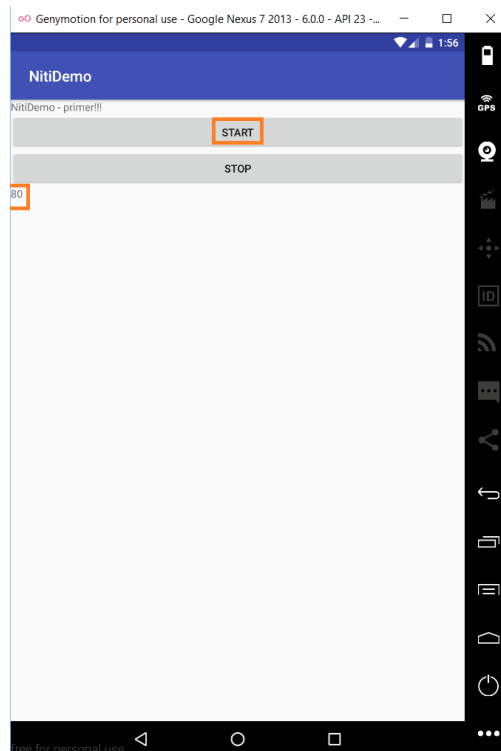 Genymotion for personal use - Google Nexus 7 2013 - 6.0.0 - API 23 -...
1:56
NitiDemo
GPS
NitiDemo - primer!!!
START
STOP
80
ID
free for personal use